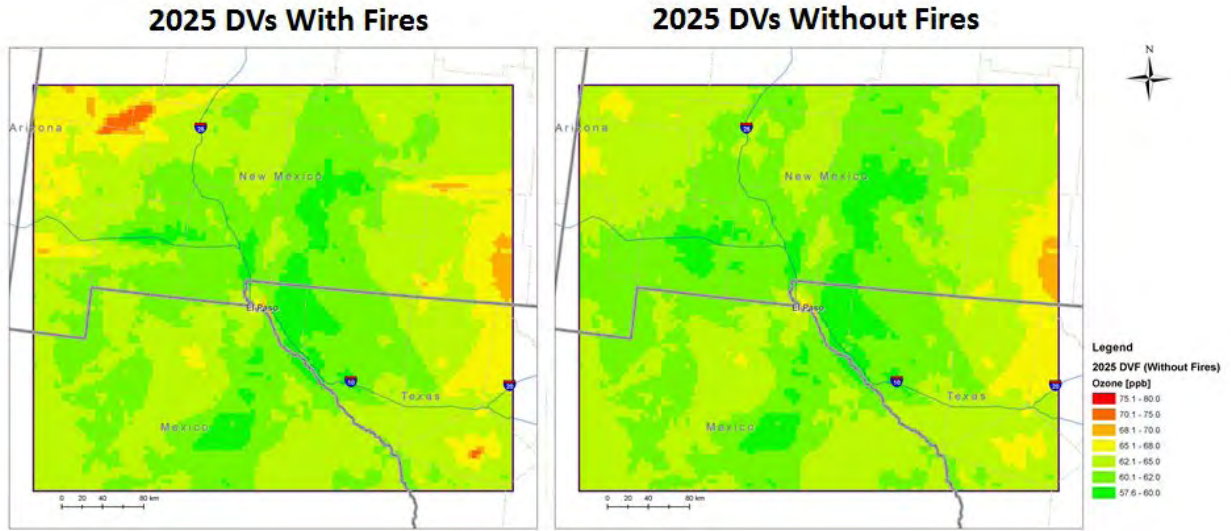 2025 DVs With Fires
2025 DVs Without Fires
N
Arizona
New Mexico
El Paso
Texas
Mexico
0 20 40 80 km
Arizona
New Mexico
El Paso
Texas
Mexico
0 20 40 80 km
Legend
2025 DVF (Without Fires)
Ozone [ppb]
75.1 - 80.0
70.1 - 75.0
68.1 - 70.0
65.1 - 68.0
62.1 - 65.0
60.1 - 62.0
57.6 - 60.0